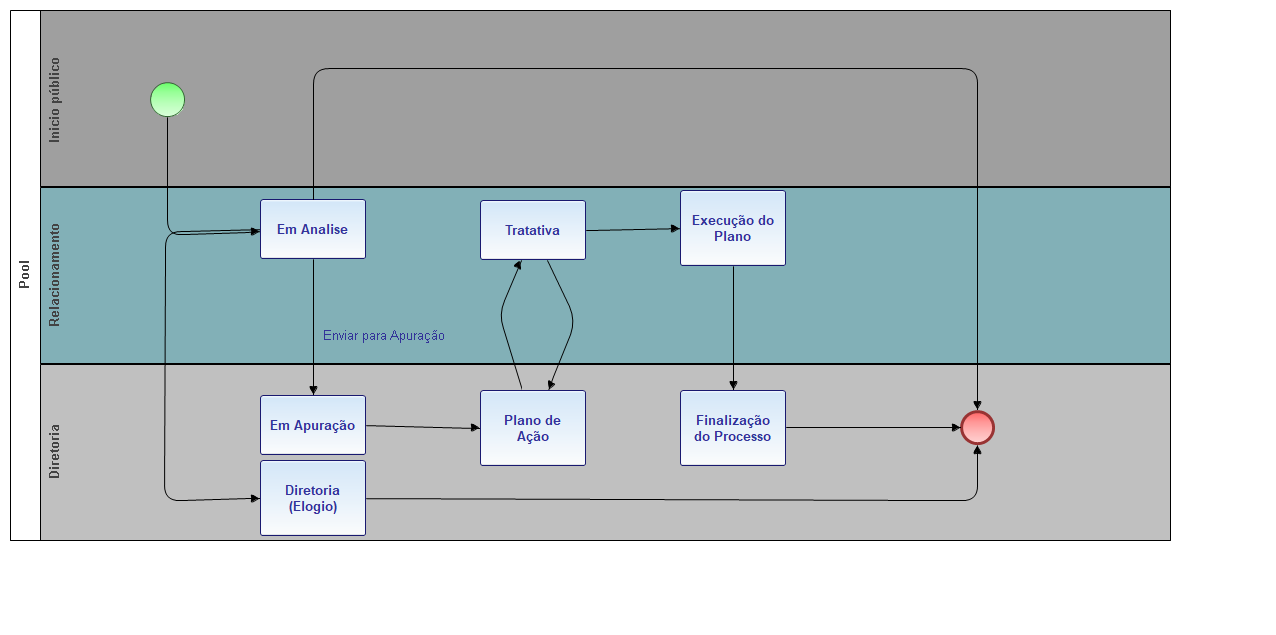 Pool
Inicio público
Relacionamento
Em Analise
Tratativa
Execução do
Plano
Enviar para Apuração
Diretoria
Em Apuração
Plano de
Ação
Finalização
do Processo
Diretoria
(Elogio)